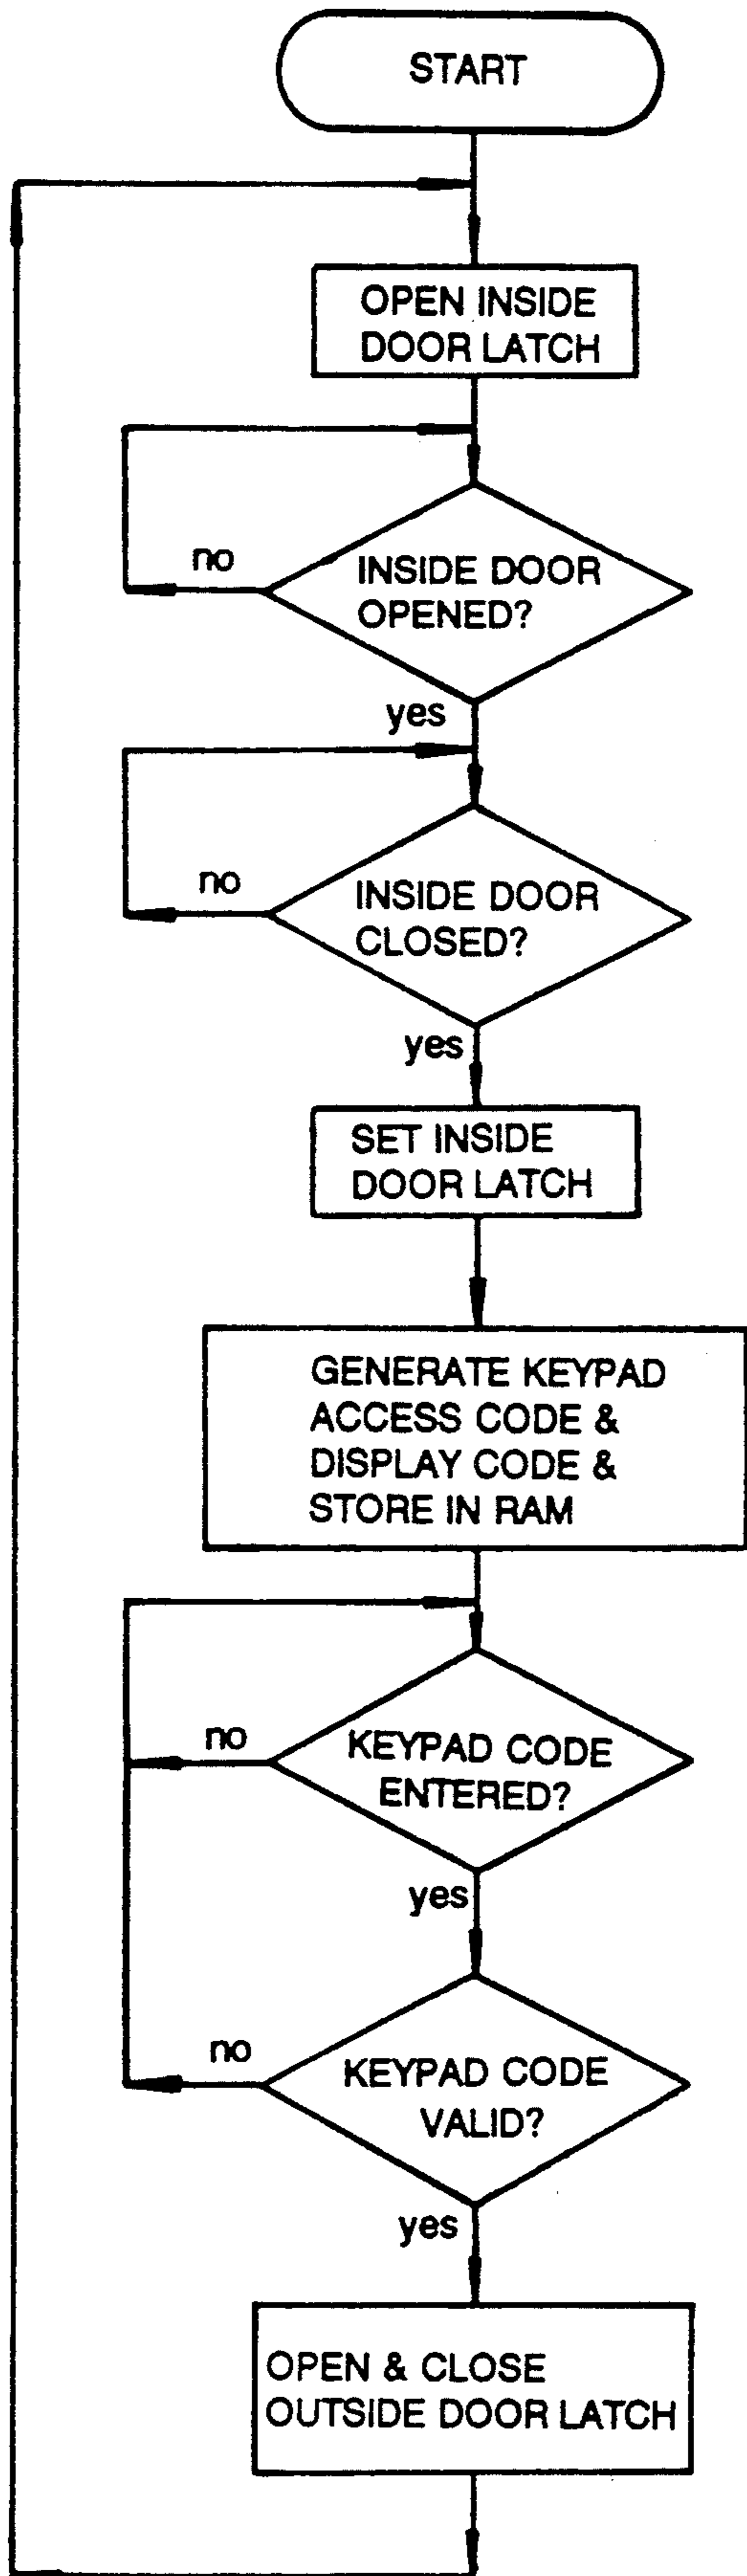 START
OPEN INSIDE
DOOR LATCH
no
INSIDE DOOR
OPENED?
yes
no
INSIDE DOOR
CLOSED?
yes
SET INSIDE
DOOR LATCH
GENERATE KEYPAD
ACCESS CODE &
DISPLAY CODE &
STORE IN RAM
no
KEYPAD CODE
ENTERED?
yes
no
KEYPAD CODE
VALID?
yes
OPEN & CLOSE
OUTSIDE DOOR LATCH